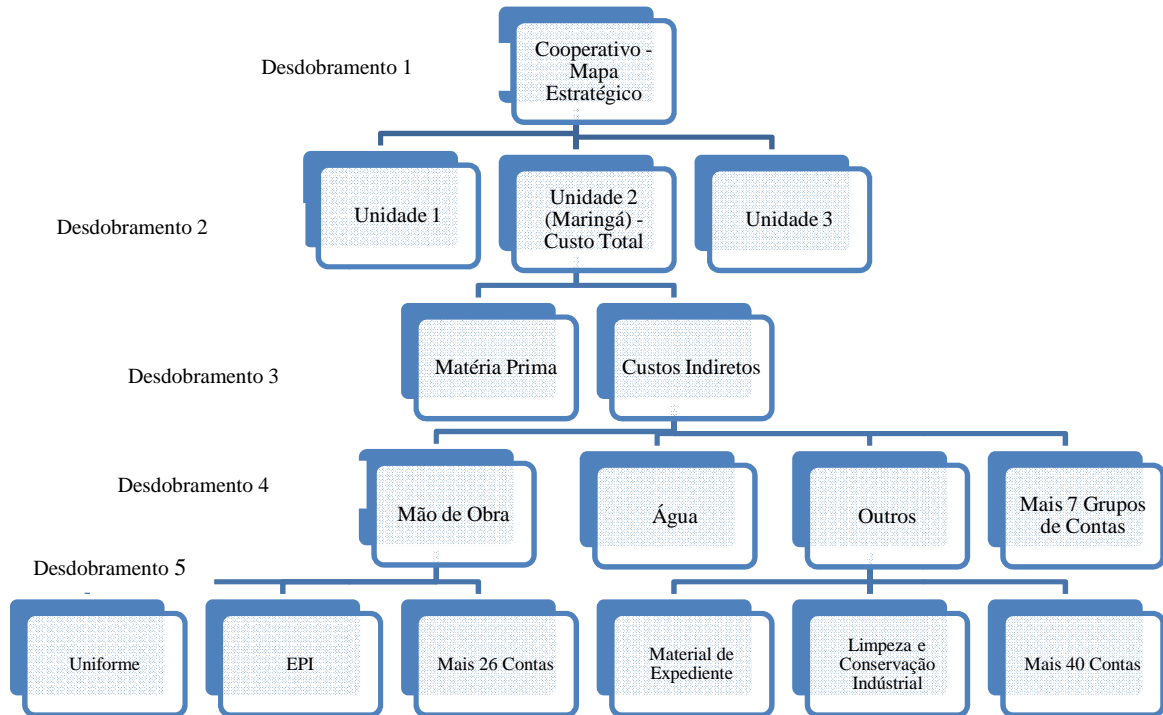 Desdobramento 1
Cooperativo -
Mapa
Estratégico
Desdobramento 2
Unidade 1
Unidade 2
(Maringá) -
Custo Total
Unidade 3
Desdobramento 3
Matéria Prima
Custos Indiretos
Desdobramento 4
Mão de Obra
Água
Outros
Mais 7 Grupos
de Contas
Desdobramento 5
Uniforme
EPI
Mais 26 Contas
Material de
Expediente
Limpeza e
Conservação
Indústrial
Mais 40 Contas